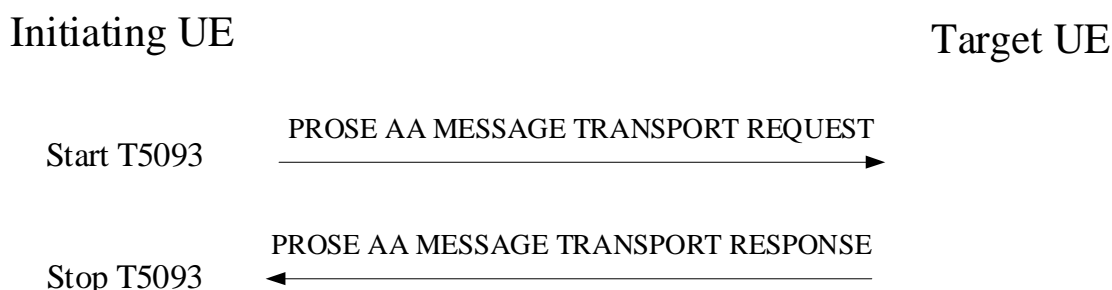 Initiating UE
Target UE
PROSE AA MESSAGE TRANSPORT REQUEST
Start T5093
PROSE AA MESSAGE TRANSPORT RESPONSE
Stop T5093